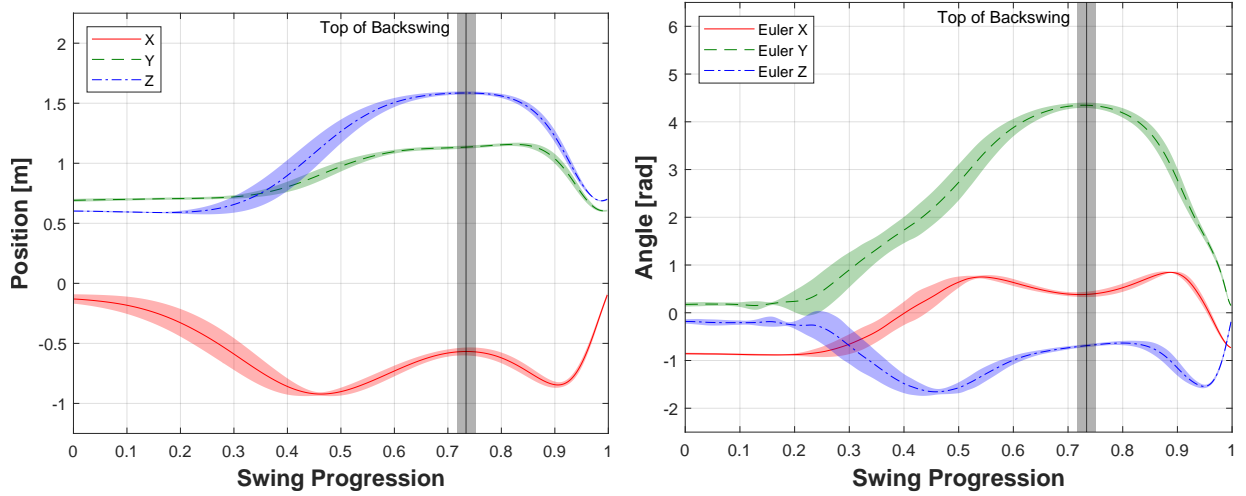 Top of Backswing
X
Y
Z
2
1.5
1
0.5
0
-0.5
-1
Position [m]
0 0.1 0.2 0.3 0.4 0.5 0.6 0.7 0.8 0.9 1
Swing Progression
Top of Backswing
Euler X
Euler Y
Euler Z
6
5
4
3
2
1
0
-1
-2
Angle [rad]
0 0.1 0.2 0.3 0.4 0.5 0.6 0.7 0.8 0.9 1
Swing Progression